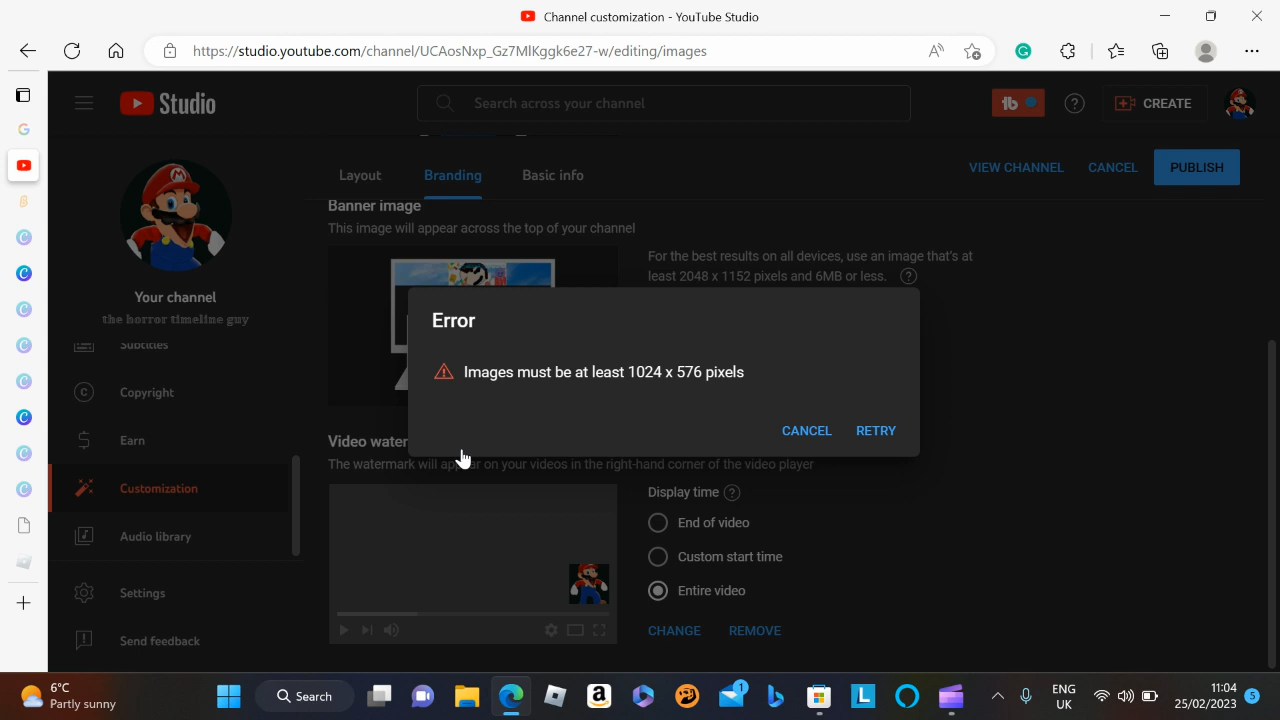 Channel customization - YouTube Studio
https://studio.youtube.com/channel/UCAosNxp_Gz7MlKggk6e27-w/editing/images
Studio
Search across your channel
CREATE
Layout
Branding
Basic info
VIEW CHANNEL
CANCEL
PUBLISH
Your channel
the horror timeline guy
Subtitles
Copyright
Earn
Customization
Audio library
Settings
Send feedback
Banner image
This image will appear across the top of your channel
For the best results on all devices, use an image that's at
least 2048 x 1152 pixels and 6MB or less.
Error
Images must be at least 1024 x 576 pixels
CANCEL
RETRY
Video water
The watermark will appear on your videos in the right-hand corner of the video player
Display time
End of video
Custom start time
Entire video
CHANGE
REMOVE
6°C
Partly sunny
Search
1
ENG
UK
11:04
25/02/2023
5